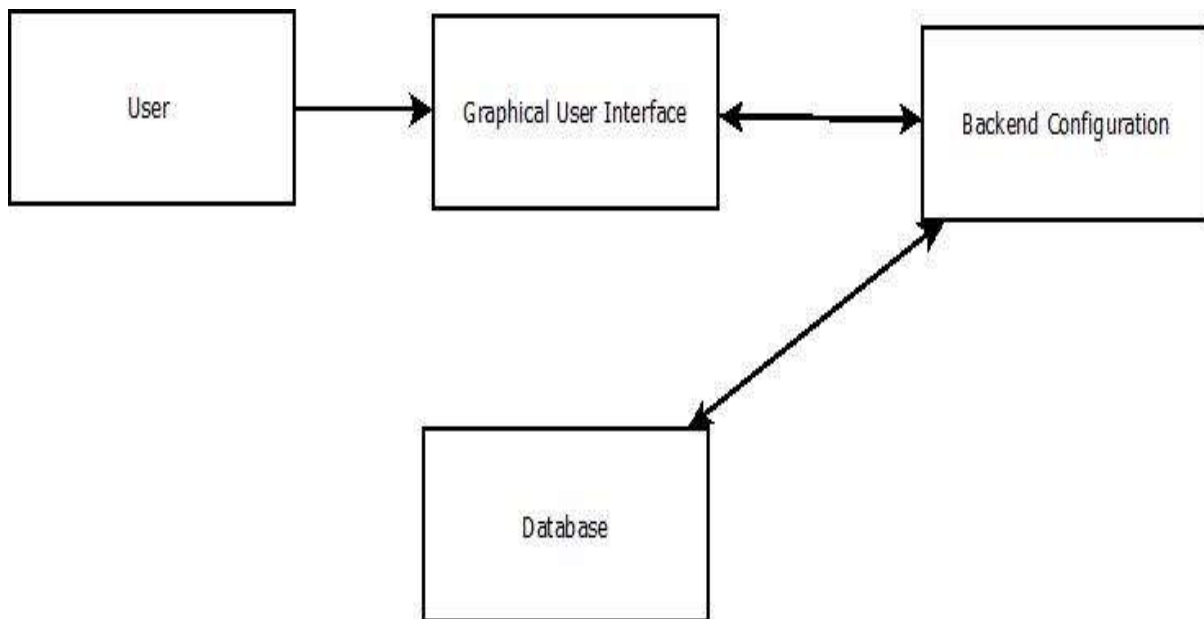 User
Graphical User Interface
Backend Configuration
Database